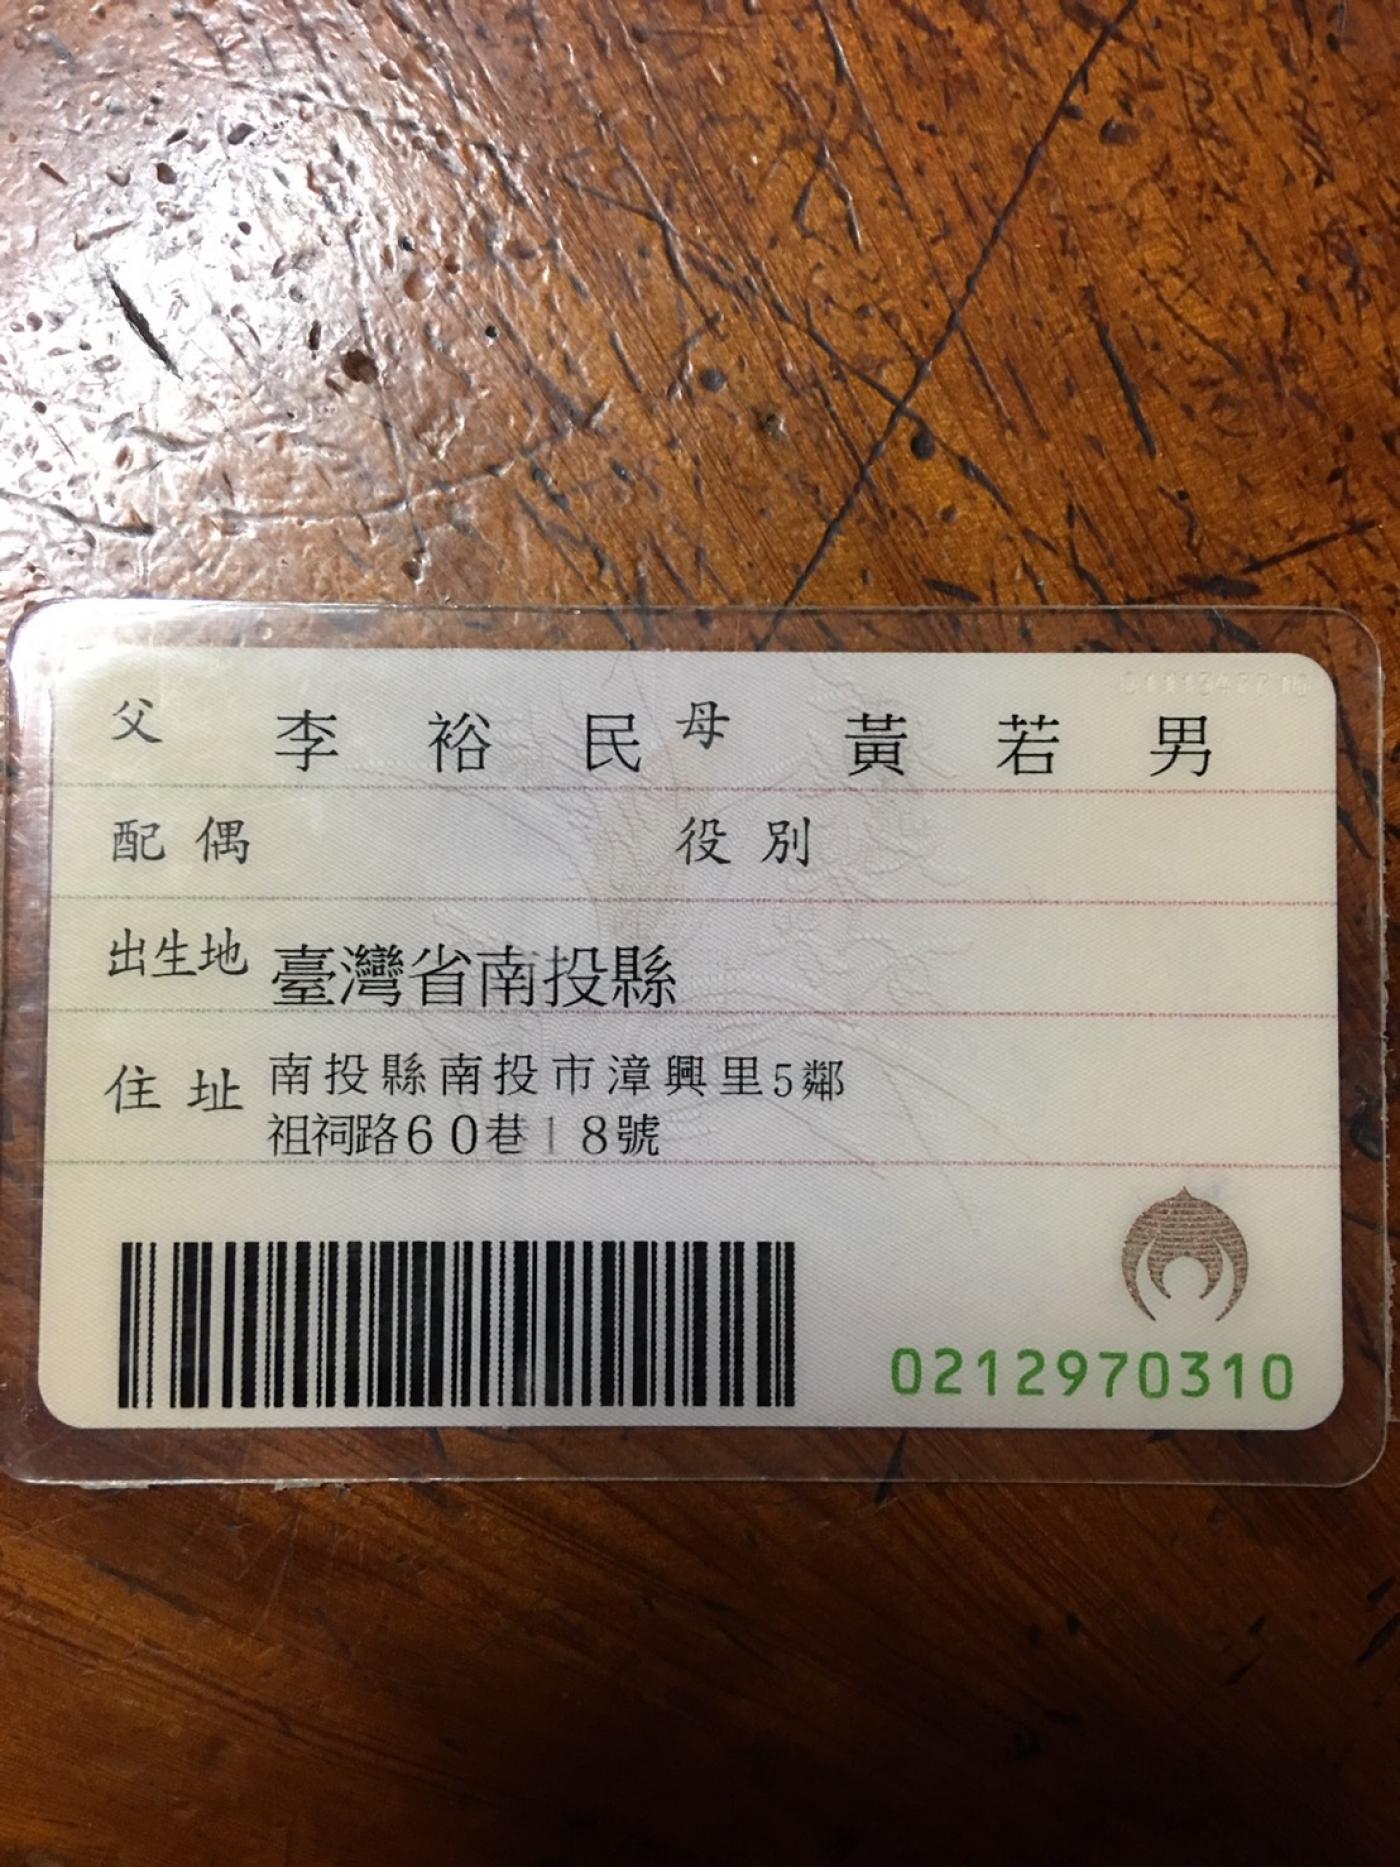 父 李裕民 母 黃若男
配偶 役別
出生地 臺灣省南投縣
住址 南投縣南投市漳興里5鄰
祖祠路60巷18號
0212970310